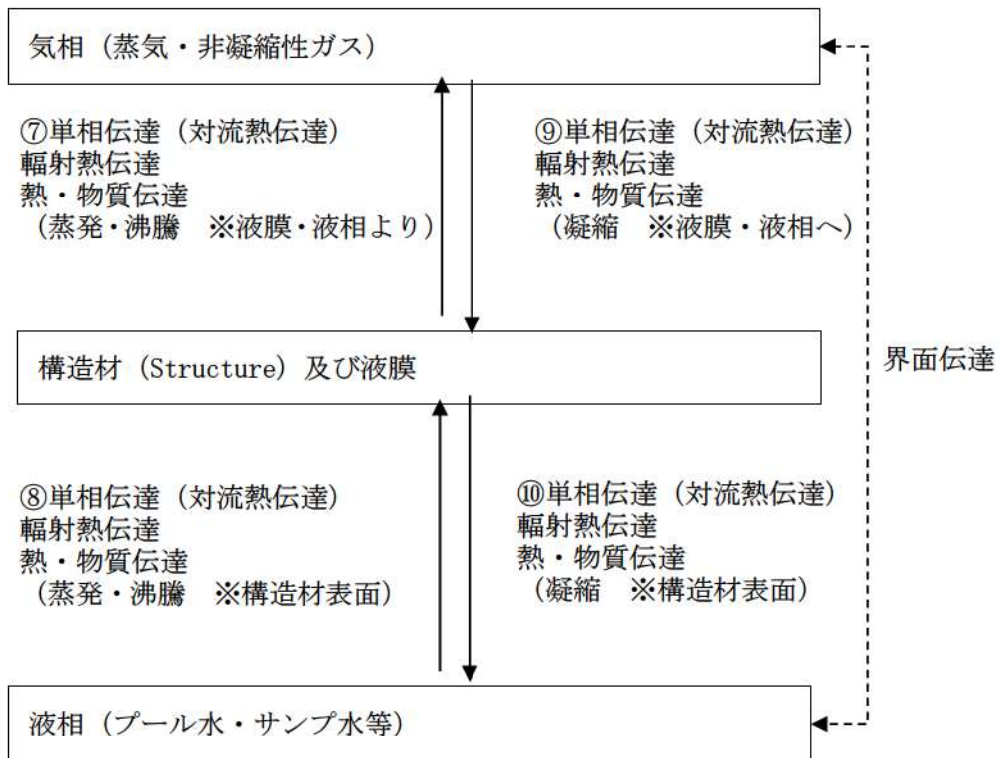 気相（蒸気・非凝縮性ガス）
⑦単相伝達（対流熱伝達）
輻射熱伝達
熱・物質伝達
（蒸発・沸騰　※液膜・液相より）
⑨単相伝達（対流熱伝達）
輻射熱伝達
熱・物質伝達
（凝縮　※液膜・液相へ）
構造材（Structure）及び液膜
界面伝達
⑧単相伝達（対流熱伝達）
輻射熱伝達
熱・物質伝達
（蒸発・沸騰　※構造材表面）
⑩単相伝達（対流熱伝達）
輻射熱伝達
熱・物質伝達
（凝縮　※構造材表面）
液相（プール水・サンプ水等）